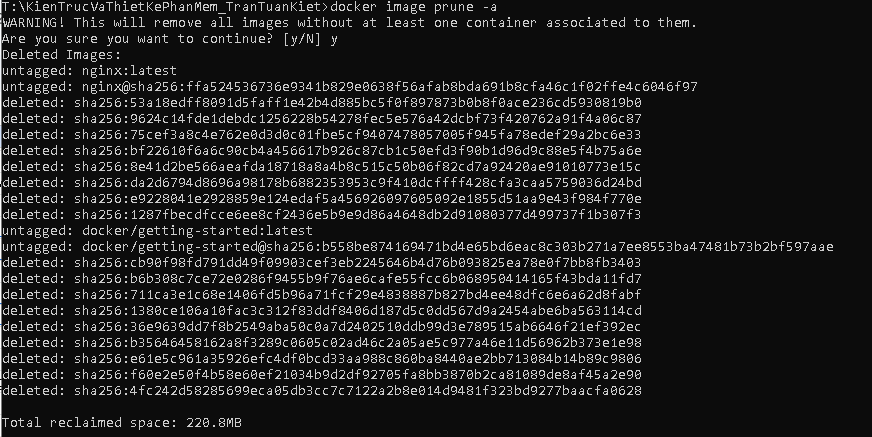 T:\KienTrucVaThietKePhanMem_TranTuanKiet>docker image prune -a
WARNING! This will remove all images without at least one container associated to them.
Are you sure you want to continue? [y/N] y
Deleted Images:
untagged: nginx:latest
untagged: nginx@sha256:ffa524536736e9341b829e0638f56afab8bda691b8cfa46c1f02ffe4c6046f97
deleted: sha256:53a18edff8091d5faff1e42b4d885bc5f0f897873b0b8f0ace236cd5930819b0
deleted: sha256:9624c14fde1debdc1256228b54278fec5e576a42dcbf73f420762a91f4a06c87
deleted: sha256:75cef3a8c4e762e0d3d0c01fbe5cf9407478057005f945fa78edef29a2bc6e33
deleted: sha256:bf22610f6a6c90cb4a456617b926c87cb1c50efd3f90b1d96d9c88e5f4b75a6e
deleted: sha256:8e41d2be566aeafda18718a8a4b8c515c50b06f82cd7a92420ae91010773e15c
deleted: sha256:da2d6794d8696a98178b6882353953c9f410dcffff428cfa3caa5759036d24bd
deleted: sha256:e9228041e2928859e124edaf5a456926097605092e1855d51aa9e43f984f770e
deleted: sha256:1287fbecdfcce6ee8cf2436e5b9e9d86a4648db2d91080377d499737f1b307f3
untagged: docker/getting-started:latest
untagged: docker/getting-started@sha256:b558be874169471bd4e65bd6eac8c303b271a7ee8553ba47481b73b2bf597aae
deleted: sha256:cb90f98fd791dd49f09903cef3eb2245646b4d76b093825ea78e0f7bb8fb3403
deleted: sha256:b6b308c7ce72e0286f9455b9f76ae6cafe55fcc6b068950414165f43bda11fd7
deleted: sha256:711ca3e1c68e1406fd5b96a71fcf29e4838887b827bd4ee48dfc6e6a62d8fabf
deleted: sha256:1380ce106a10fac3c312f83ddf8406d187d5c0dd567d9a2454abe6ba563114cd
deleted: sha256:36e9639dd7f8b2549aba50c0a7d2402510ddb99d3e789515ab6646f21ef392ec
deleted: sha256:b35646458162a8f3289c0605c02ad46c2a05ae5c977a46e11d56962b373e1e98
deleted: sha256:e61e5c961a35926efc4df0bcd33aa988c860ba8440ae2bb713084b14b89c9806
deleted: sha256:f60e2e50f4b58e60ef21034b9d2df92705fa8bb3870b2ca81089de8af45a2e90
deleted: sha256:4fc242d58285699eca05db3cc7c7122a2b8e014d9481f323bd9277baacfa0628
Total reclaimed space: 220.8MB